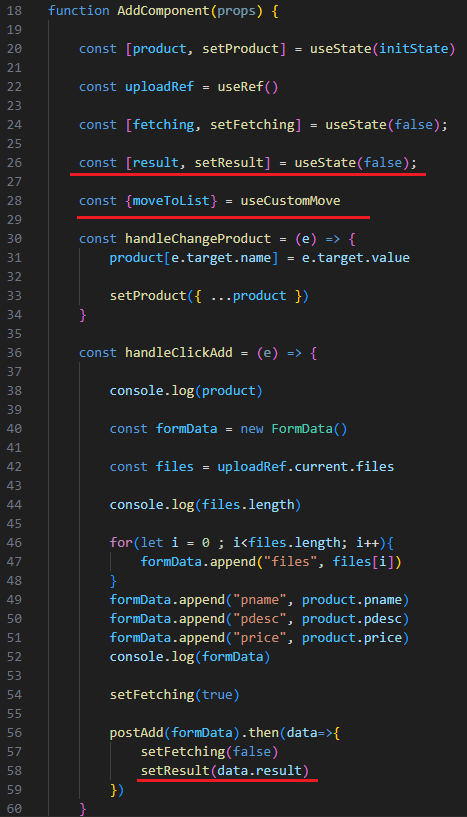 18 function AddComponent(props) {
19
20 const [product, setProduct] = useState(initState)
21
22 const uploadRef = useRef()
23
24 const [fetching, setFetching] = useState(false);
25
26 const [result, setResult] = useState(false);
27
28 const {moveToList} = useCustomMove
29
30 const handleChangeProduct = (e) => {
31 product[e.target.name] = e.target.value
32
33 setProduct({ ...product })
34 }
35
36 const handleClickAdd = (e) => {
37
38 console.log(product)
39
40 const formData = new FormData()
41
42 const files = uploadRef.current.files
43
44 console.log(files.length)
45
46 for(let i = 0 ; i<files.length; i++){
47 formData.append("files", files[i])
48 }
49 formData.append("pname", product.pname)
50 formData.append("pdesc", product.pdesc)
51 formData.append("price", product.price)
52 console.log(formData)
53
54 setFetching(true)
55
56 postAdd(formData).then(data=>{
57 setFetching(false)
58 setResult(data.result)
59 })
60 }